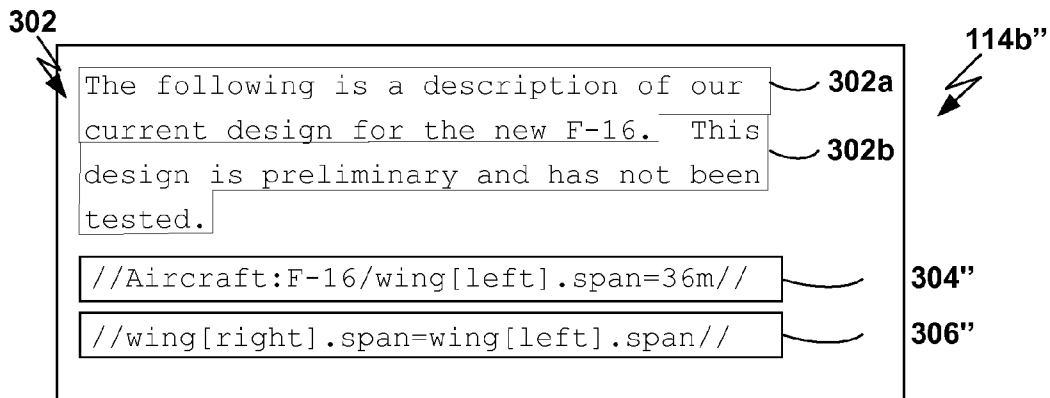 302
114b”
The following is a description of our
302a
current design for the new F-16. This
302b
design is preliminary and has not been
tested.
//Aircraft:F-16/wing[left].span=36m//
304”
//wing[right].span=wing[left].span//
306”